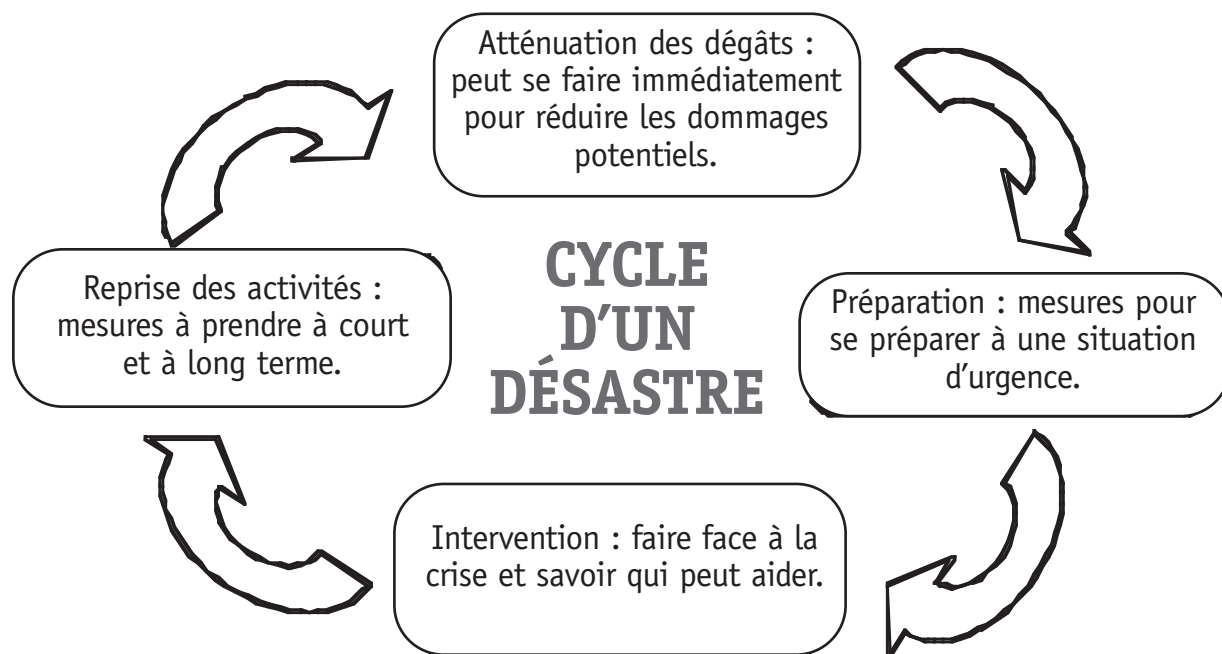 Atténuation des dégâts :
peut se faire immédiatement
pour réduire les dommages
potentiels.
CYCLE
D'UN
DÉSASTRE
Préparation : mesures pour
se préparer à une situation
d'urgence.
Intervention : faire face à la
crise et savoir qui peut aider.
Reprise des activités :
mesures à prendre à court
et à long terme.